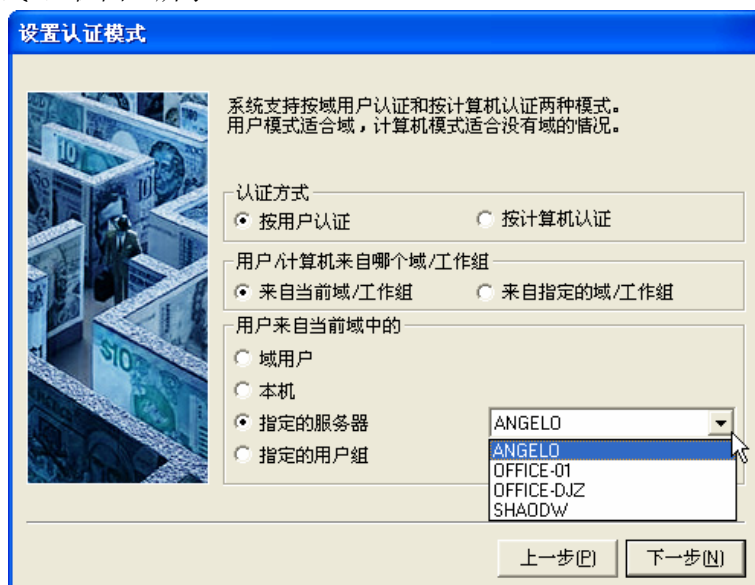 设置认证模式
系统支持按域用户认证和按计算机认证两种模式。
用户模式适合域，计算机模式适合没有域的情况。
认证方式
按用户认证 按计算机认证
用户/计算机来自哪个域/工作组
来自当前域/工作组 来自指定的域/工作组
用户来自当前域中的
域用户
本机
指定的服务器 ANGELO
指定的用户组 ANGELO
OFFICE-01
OFFICE-DJZ
SHAODW
上一步(P) 下一步(N)
$10